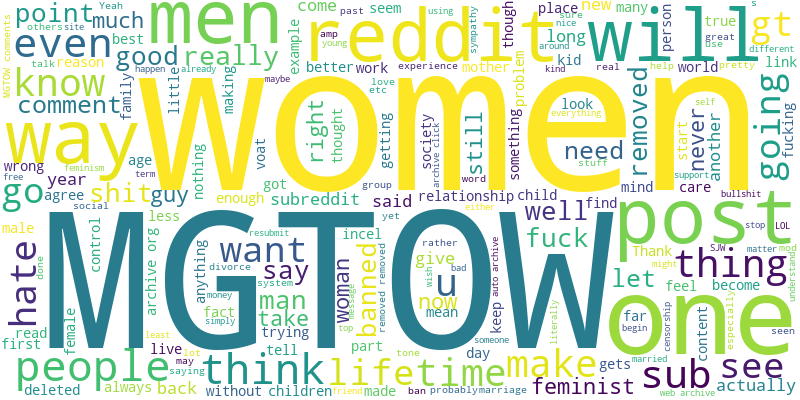 point
much
men
reddit
will
gt
Yeah
past
using
come
seem
place
new
many
others
site
young
amp
best
though
sure
nice
person
even
good
really
example
long
around
true
great
different
MGTOW comments
talk
reason
happen
already
sympathy
use
know
family
better
work
experience
mother
problem
kid
kind
real
help
pretty
world
link
comment
little
making
maybe
love
etc
look
self
everything
women
way
right
thought
getting
society
still
something
need
removed
start
never
another
going
fucking
wrong
age
nothing
voat
archive click
stuff
free
feminism
term
group
word
support
bullshit
go
year
shit
enough
got
said
relationship
child
mind
care
agree
guy
subreddit
yet
either
well
find
post
male
social
less
resubmit
incel
rather
Thank
SJW
matter
mod
stop
LOL
MGTOW
hate
control
archive org
want
anything
divorce
give
u
wish
bad
fuck
let
feel
become
thing
might
understand
say
woman
banned
now
keep
auto archive
one
done
female
man
fact
system
removed removed
mean
someone
far
begin
content
especially
seen
read
money
take
message
literally
censorship
first
simply
trying
top
day
gets
married
least
live
tell
part
people
may
saying
lot
think
life
time
make
sub
see
deleted
always
back
without
children
friend
made
tone
ban
probably
marriage
feminist
web archive
actually